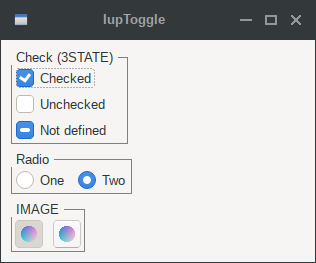 IupToggle
Check (3STATE)
Checked
Unchecked
Not defined
Radio
One Two
IMAGE